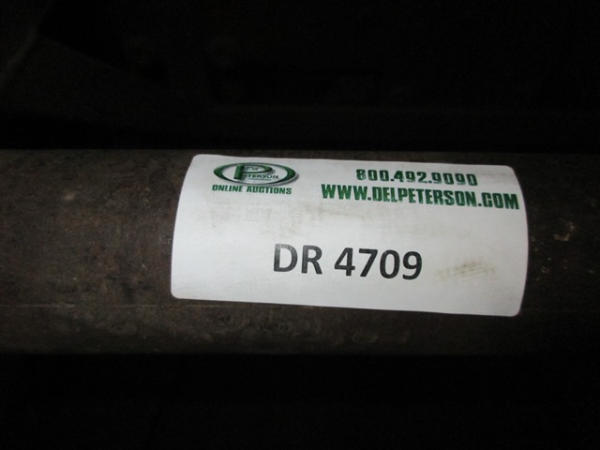 PETERSON
ONLINE AUCTIONS
800.492.9090
WWW.DELPETERSON.COM
DR 4709